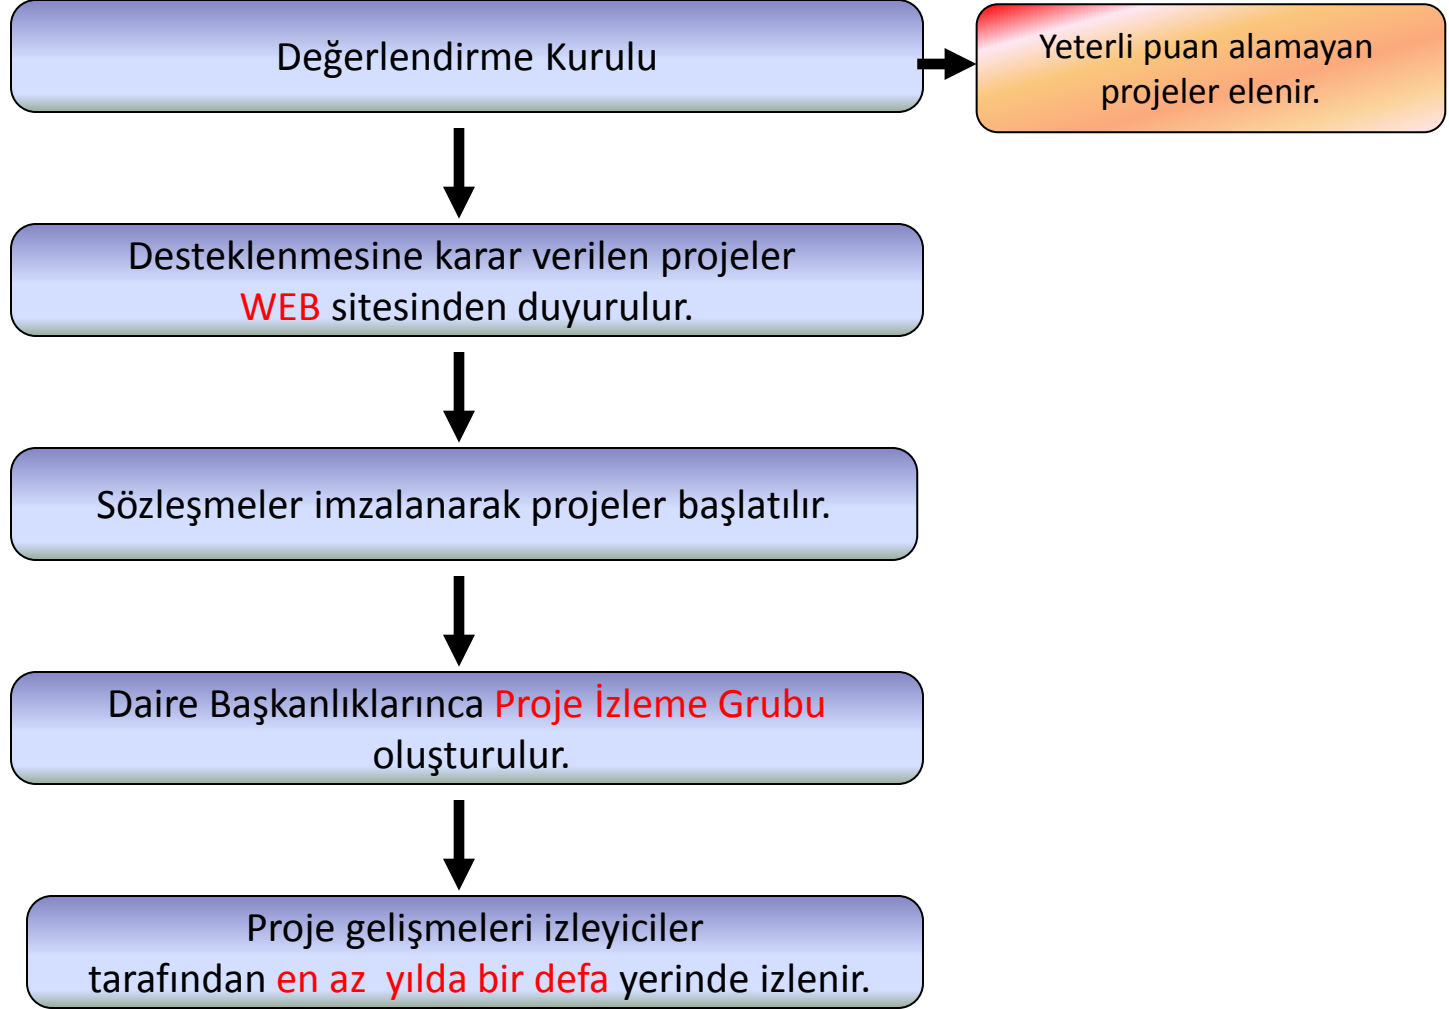 Değerlendirme Kurulu
Yeterli puan alamayan
projeler elenir.
Desteklenmesine karar verilen projeler
WEB sitesinden duyurulur.
Sözleşmeler imzalanarak projeler başlatılır.
Daire Başkanlıklarınca Proje İzleme Grubu
oluşturulur.
Proje gelişmeleri izleyiciler
tarafından en az  yılda bir defa yerinde izlenir.